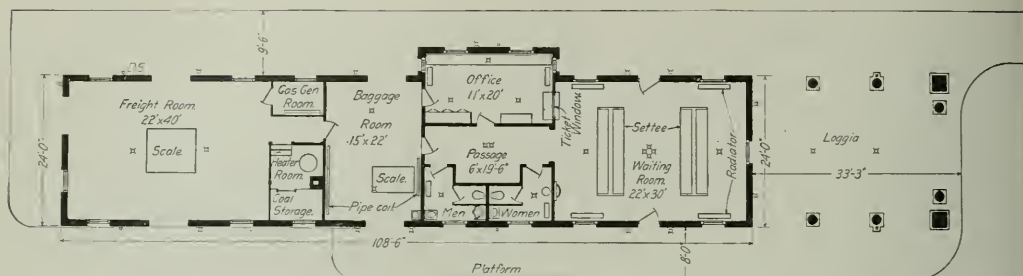 9'-6"
Office
11'x20'
Gas Gen
Room.
Baggage
Room
15'x22'
Freight Room.
22'x40'
Ticket
Window
Settee
Radiator
Loggia
24'-0"
Scale.
Heater
Room.
Passage
6'x19'-6"
Waiting
Room
22'x30'
24'-0"
33'-3"
Scale.
Coal
Storage.
Pipe coil
Men
Women
108'-6"
8'-0"
Platform